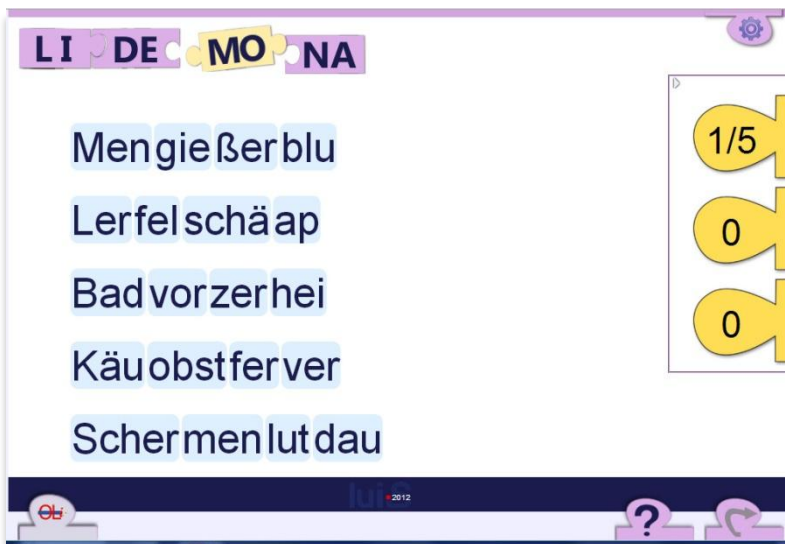 LI DE MO NA
Mengießerblu
Lerfelschäap
Badvorzerhei
Käuobstferver
Schermenlutdau
1/5
0
0
luiS 2012
OLi
?